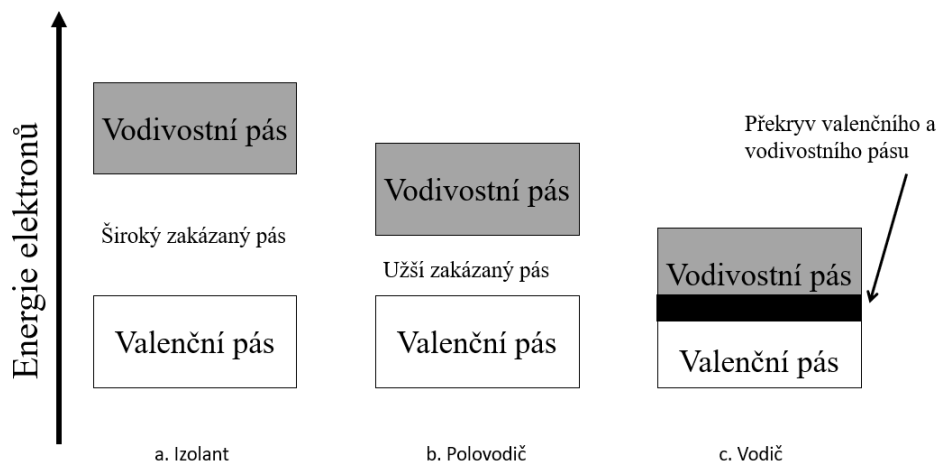 Energie elektronů
Vodivostní pás
Široký zakázaný pás
Valenční pás
a. Izolant
Vodivostní pás
Užší zakázaný pás
Valenční pás
b. Polovodič
Překryv valenčního a
vodivostního pásu
Vodivostní pás
Valenční pás
c. Vodič